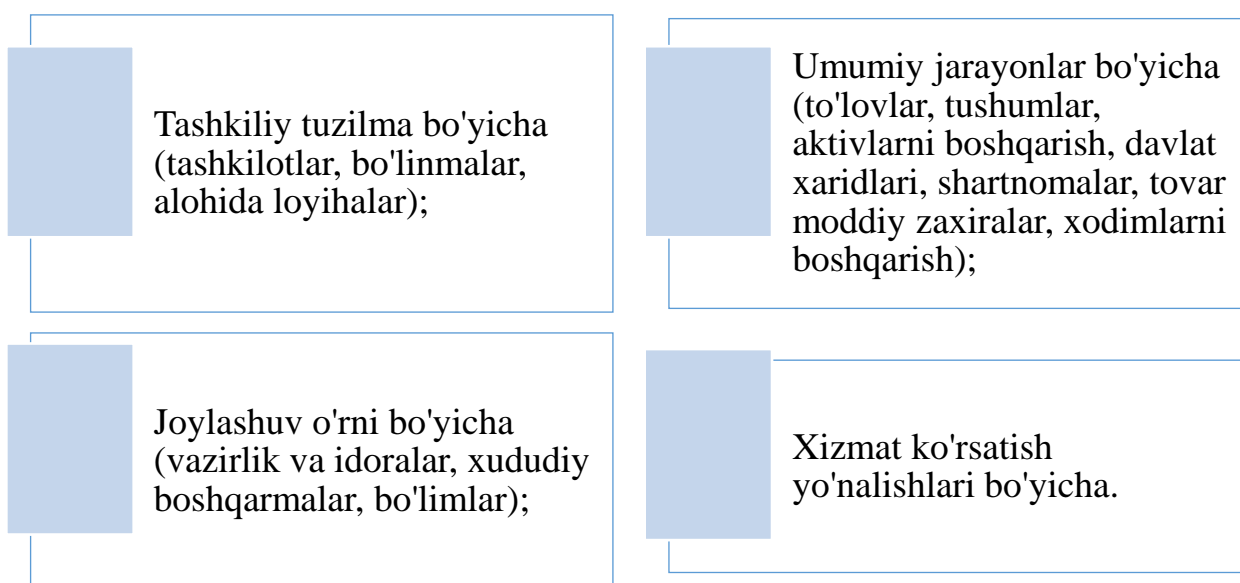 Tashkiliy tuzilma bo'yicha
(tashkilotlar, bo'linmalar,
alohida loyihalar);
Umumiy jarayonlar bo'yicha
(to'lovlar, tushumlar,
aktivlarni boshqarish, davlat
xaridlari, shartnomalar, tovar
moddiy zaxiralar, xodimlarni
boshqarish);
Joylashuv o'rni bo'yicha
(vazirlik va idoralar, xududiy
boshqarmalar, bo'limlar);
Xizmat ko'rsatish
yo'nalishlari bo'yicha.